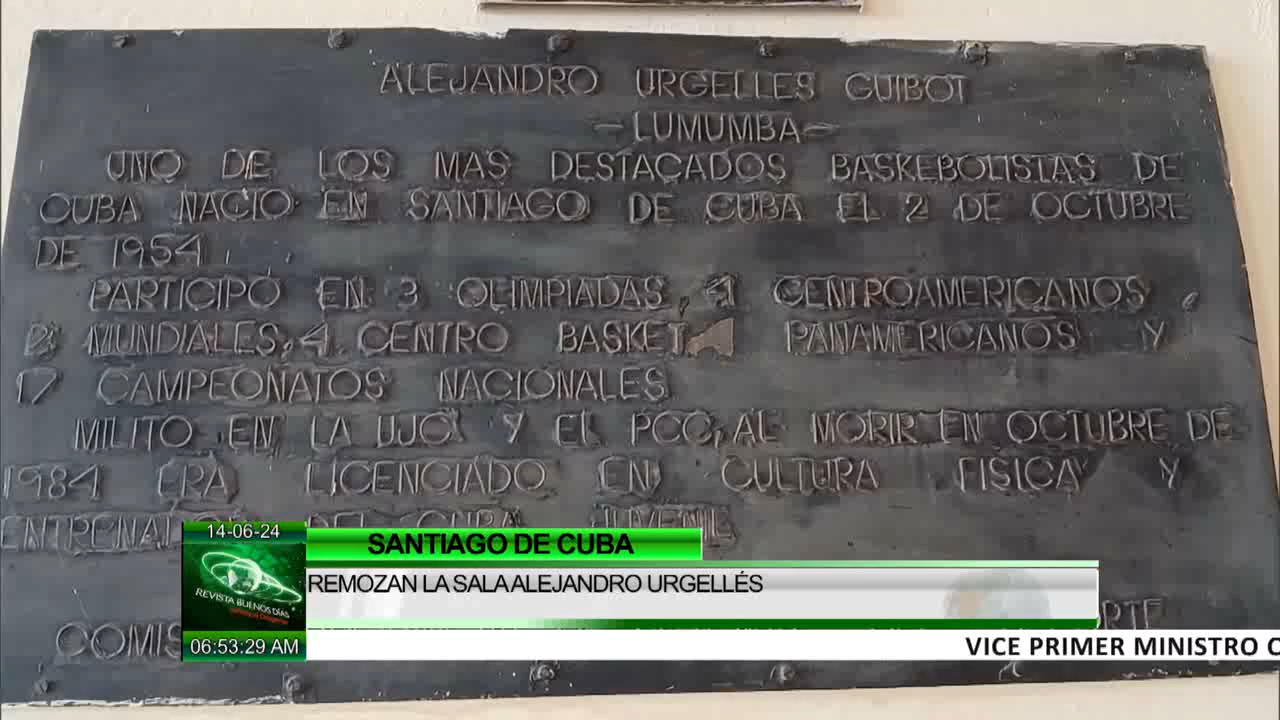 ALEJANDRO URGELLES GUIBOT
-LUMUMBA-
UNO DE LOS MAS DESTACADOS BASKEBOLISTAS DE
CUBA NACIO EN SANTIAGO DE CUBA EL 2 DE OCTUBRE
DE 1954.
PARTICIPO EN 3 OLIMPIADAS, 4 CENTROAMERICANOS,
MUNDIALES, 4 CENTRO BASKET PANAMERICANOS Y
17 CAMPEONATOS NACIONALES
MILITO EN LA UJC Y EL PCC, AL MORIR EN OCTUBRE DE
1984 ERA LICENCIADO EN CULTURA FISICA Y
DEL CUBA JUVENIL
14-06-24
SANTIAGO DE CUBA
REMOZAN LA SALA ALEJANDRO URGELLÉS
REVISTA BUENOS DÍAS
06:53:29 AM
VICE PRIMER MINISTRO C